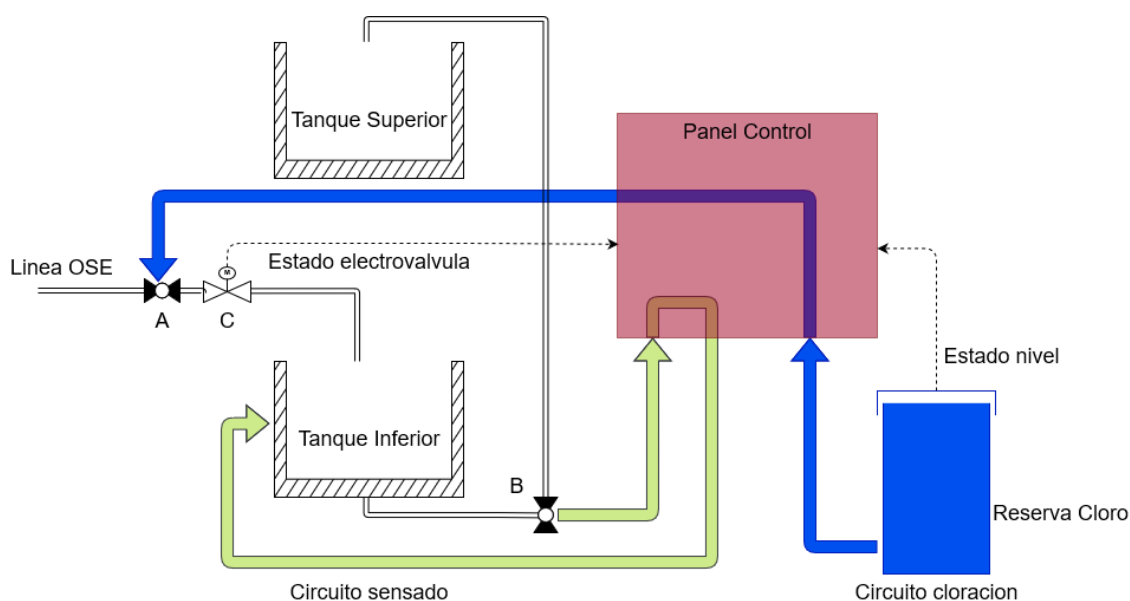 Tanque Superior
Panel Control
Linea OSE
Estado electrovalvula
M
A
C
Estado nivel
Tanque Inferior
B
Reserva Cloro
Circuito sensado
Circuito cloracion